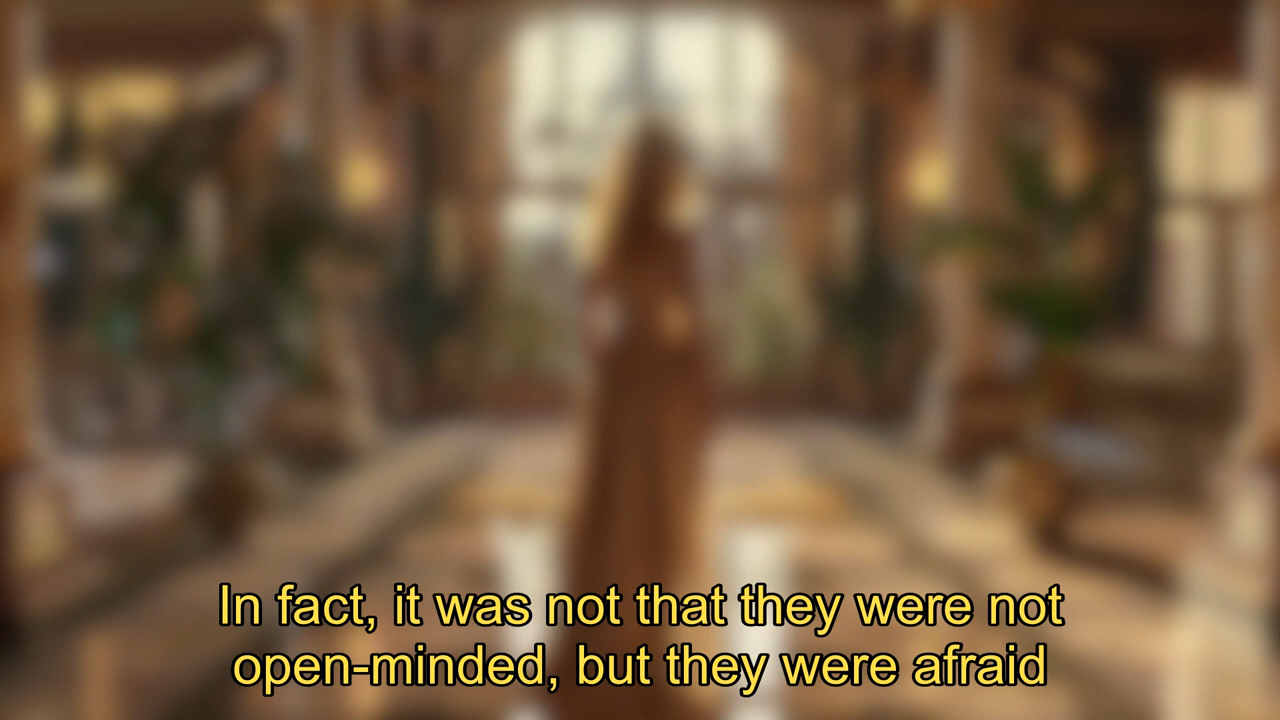 In fact, it was not that they were not
open-minded, but they were afraid